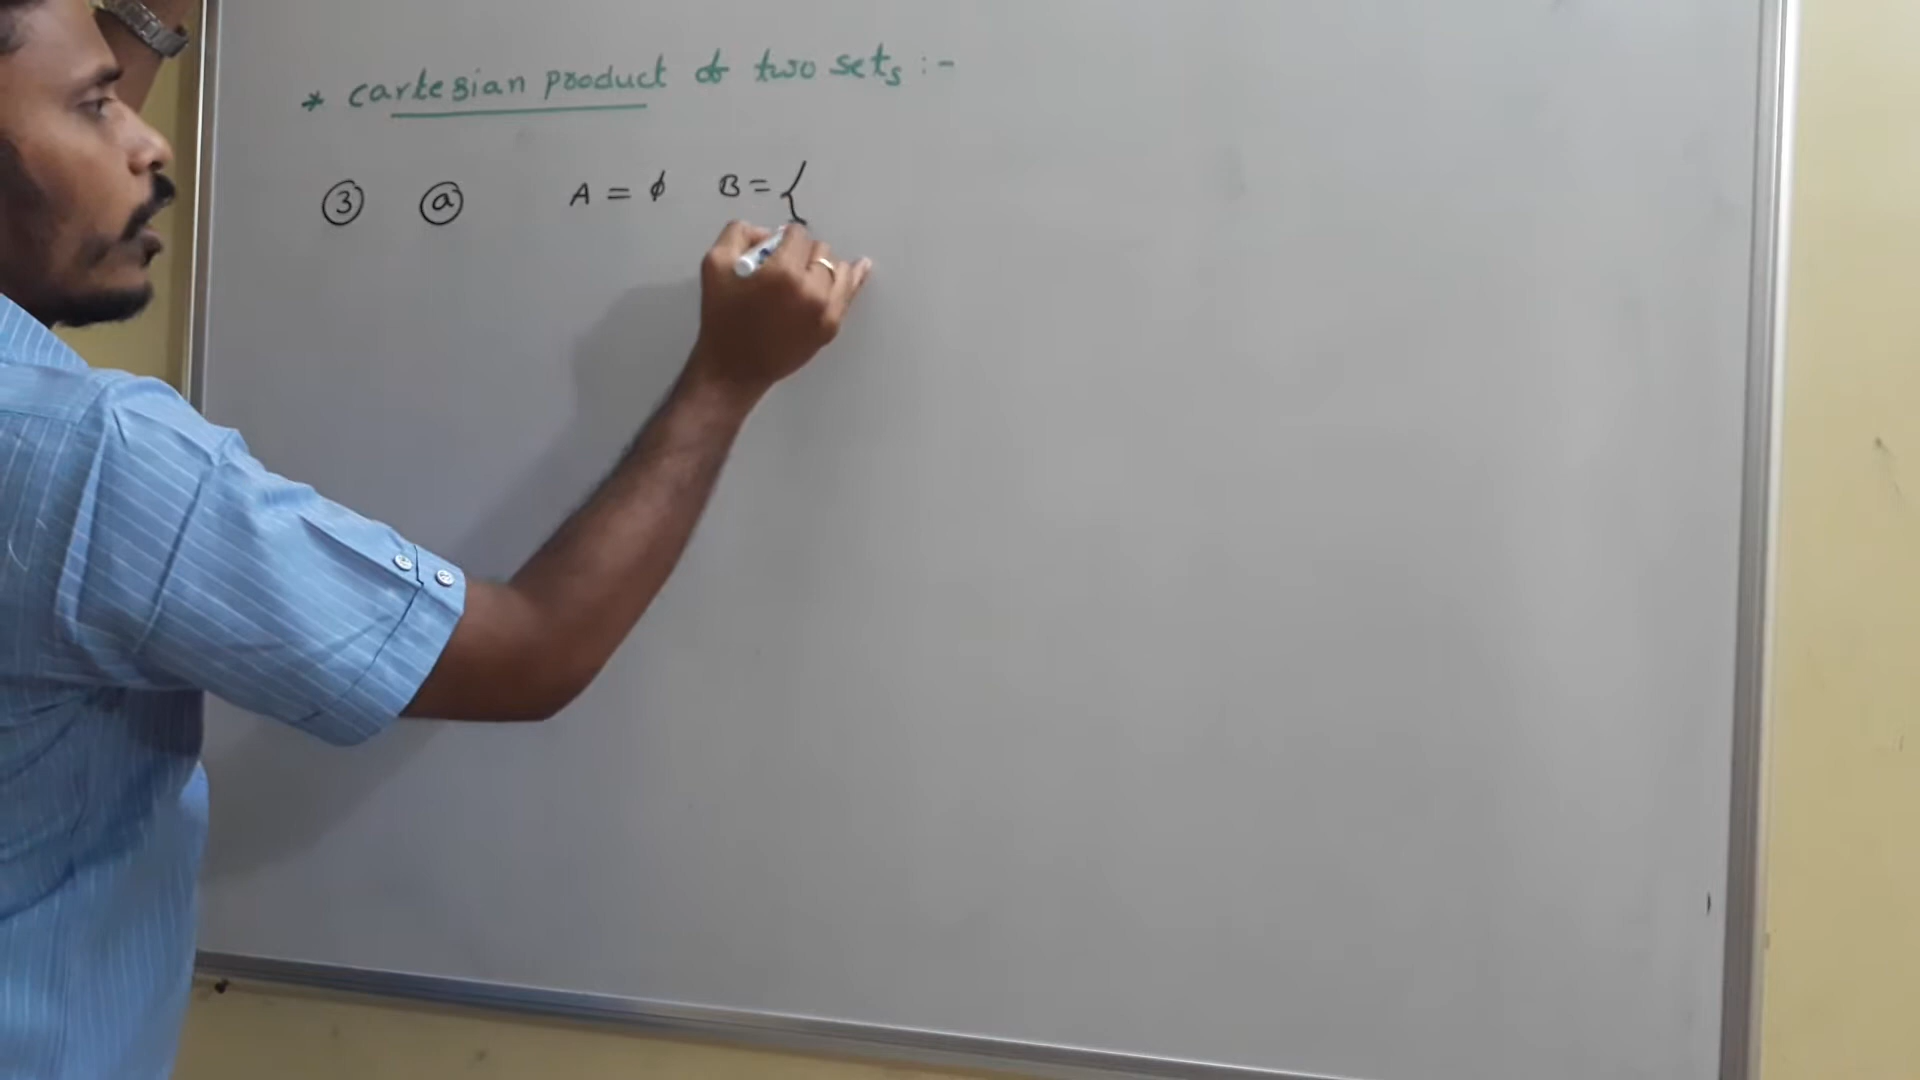 * cartesian product of two sets :-
3 a A = ϕ B = {